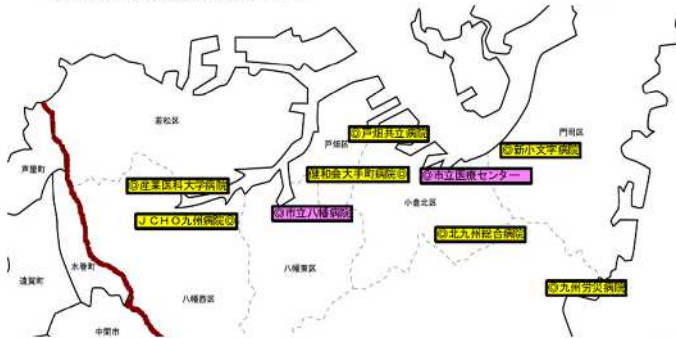 若松区
戸畑区
◎戸畑共立病院
門司区
◎新小文字病院
芦屋町
健和会大手町病院◎
◎市立医療センター
◎産業医科大学病院
小倉北区
JCHO九州病院◎
◎市立八幡病院
◎北九州総合病院
水巻町
八幡東区
遠賀町
◎九州労災病院
八幡西区
中間市